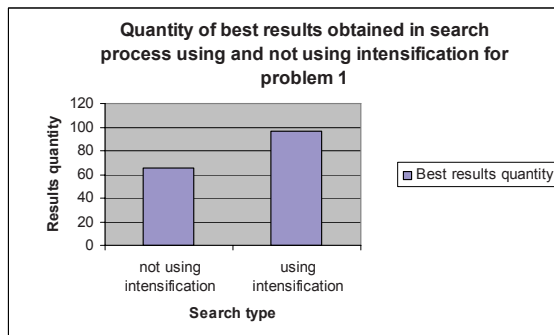 Quantity of best results obtained in search
process using and not using intensification for
problem 1
120
100
80
60
40
20
0
Results quantity
not using
intensification
using
intensification
Search type
Best results quantity